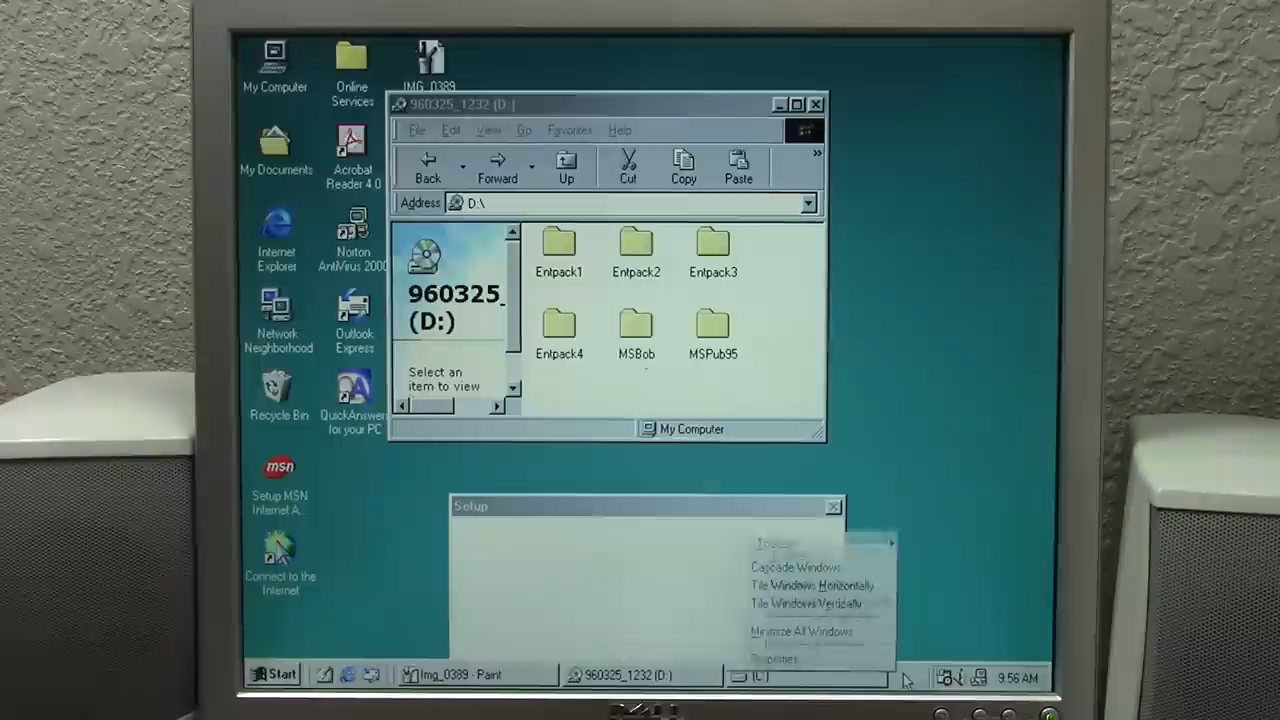 My Computer
Online
Services
IMG_0389
My Documents
Acrobat
Reader 4.0
Internet
Explorer
Norton
AntiVirus 2000
Network
Neighborhood
Outlook
Express
Recycle Bin
QuickAnswer
for your PC
msn
Setup MSN
Internet A...
Connect to the
Internet
960325_1232 (D:)
File Edit View Go Favorites Help
Back Forward Up Cut Copy Paste
»
Address D:\
960325_
(D:)
Select an
item to view
Entpack1 Entpack2 Entpack3
Entpack4 MSBob MSPub95
My Computer
Setup
Cascade Windows
Tile Windows Horizontally
Tile Windows Vertically
Minimize All Windows
Properties
Start
Img_0389 - Paint
960325_1232 (D:)
(C:)
9:56 AM
DELL